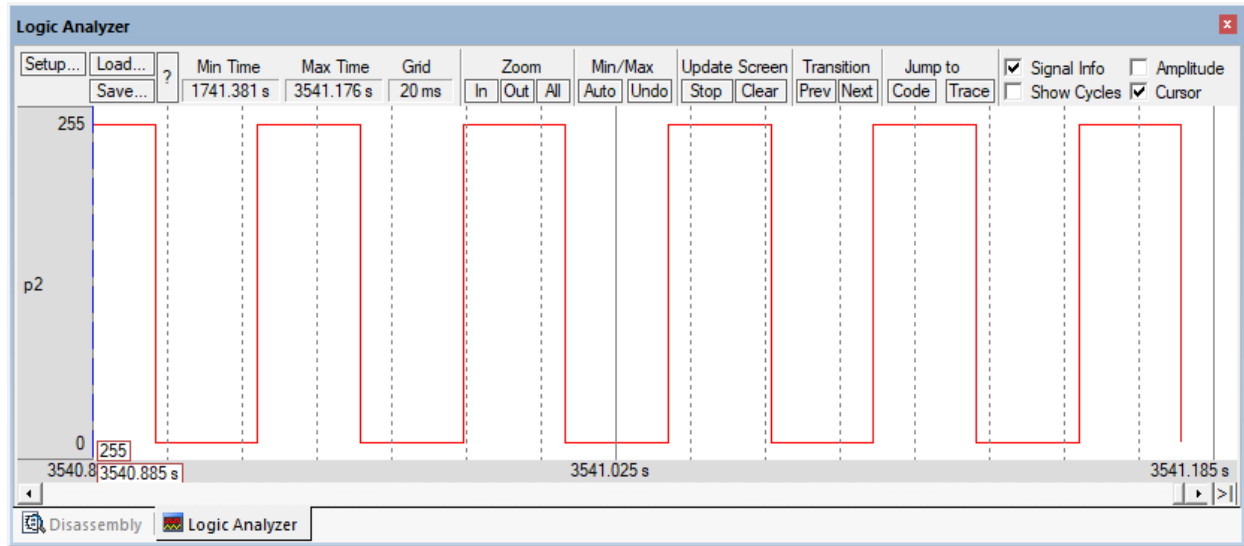 Logic Analyzer
Setup... Load... ? Min Time Max Time Grid Zoom Min/Max Update Screen Transition Jump to Signal Info Amplitude
Save... 1741.381 s 3541.176 s 20 ms In Out All Auto Undo Stop Clear Prev Next Code Trace Show Cycles Cursor
255
p2
0 255
3540.8 3540.885 s 3541.025 s 3541.185 s
Disassembly Logic Analyzer